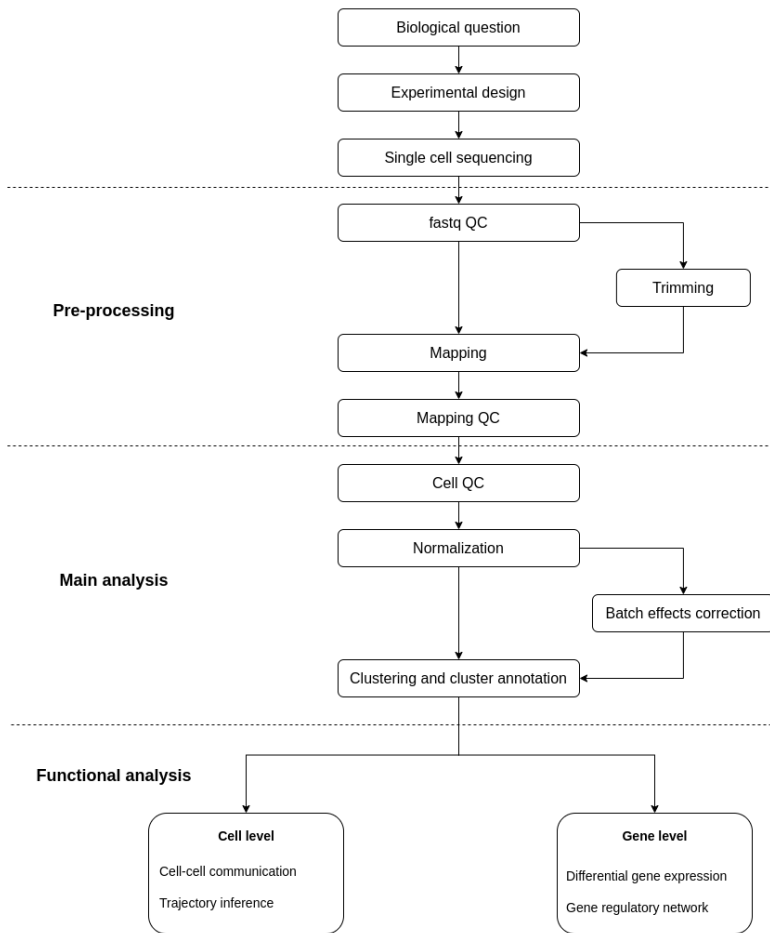 Biological question
Experimental design
Single cell sequencing
fastq QC
Trimming
Pre-processing
Mapping
Mapping QC
Cell QC
Normalization
Main analysis
Batch effects correction
Clustering and cluster annotation
Functional analysis
Cell level
Cell-cell communication
Trajectory inference
Gene level
Differential gene expression
Gene regulatory network